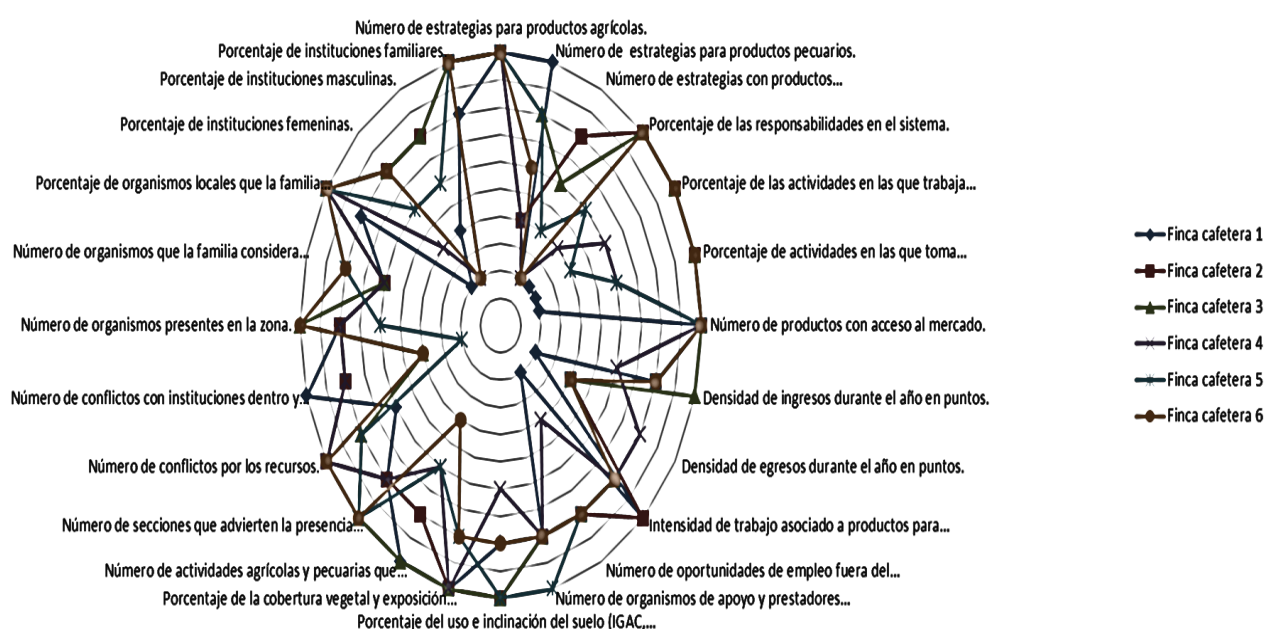 Número de estrategias para productos agrícolas.
Número de estrategias para productos pecuarios.
Número de estrategias con productos...
Porcentaje de las responsabilidades en el sistema.
Porcentaje de las actividades en las que trabaja...
Porcentaje de actividades en las que toma...
Número de productos con acceso al mercado.
Densidad de ingresos durante el año en puntos.
Densidad de egresos durante el año en puntos.
Intensidad de trabajo asociado a productos para...
Número de oportunidades de empleo fuera del...
Número de organismos de apoyo y prestadores...
Porcentaje del uso e inclinación del suelo (IGAC,...
Porcentaje de la cobertura vegetal y exposición...
Número de actividades agrícolas y pecuarias que...
Número de secciones que advierten la presencia...
Número de conflictos por los recursos.
Número de conflictos con instituciones dentro y...
Número de organismos presentes en la zona.
Número de organismos que la familia considera...
Porcentaje de organismos locales que la familia...
Porcentaje de instituciones femeninas.
Porcentaje de instituciones masculinas.
Porcentaje de instituciones familiares.
Finca cafetera 1
Finca cafetera 2
Finca cafetera 3
Finca cafetera 4
Finca cafetera 5
Finca cafetera 6